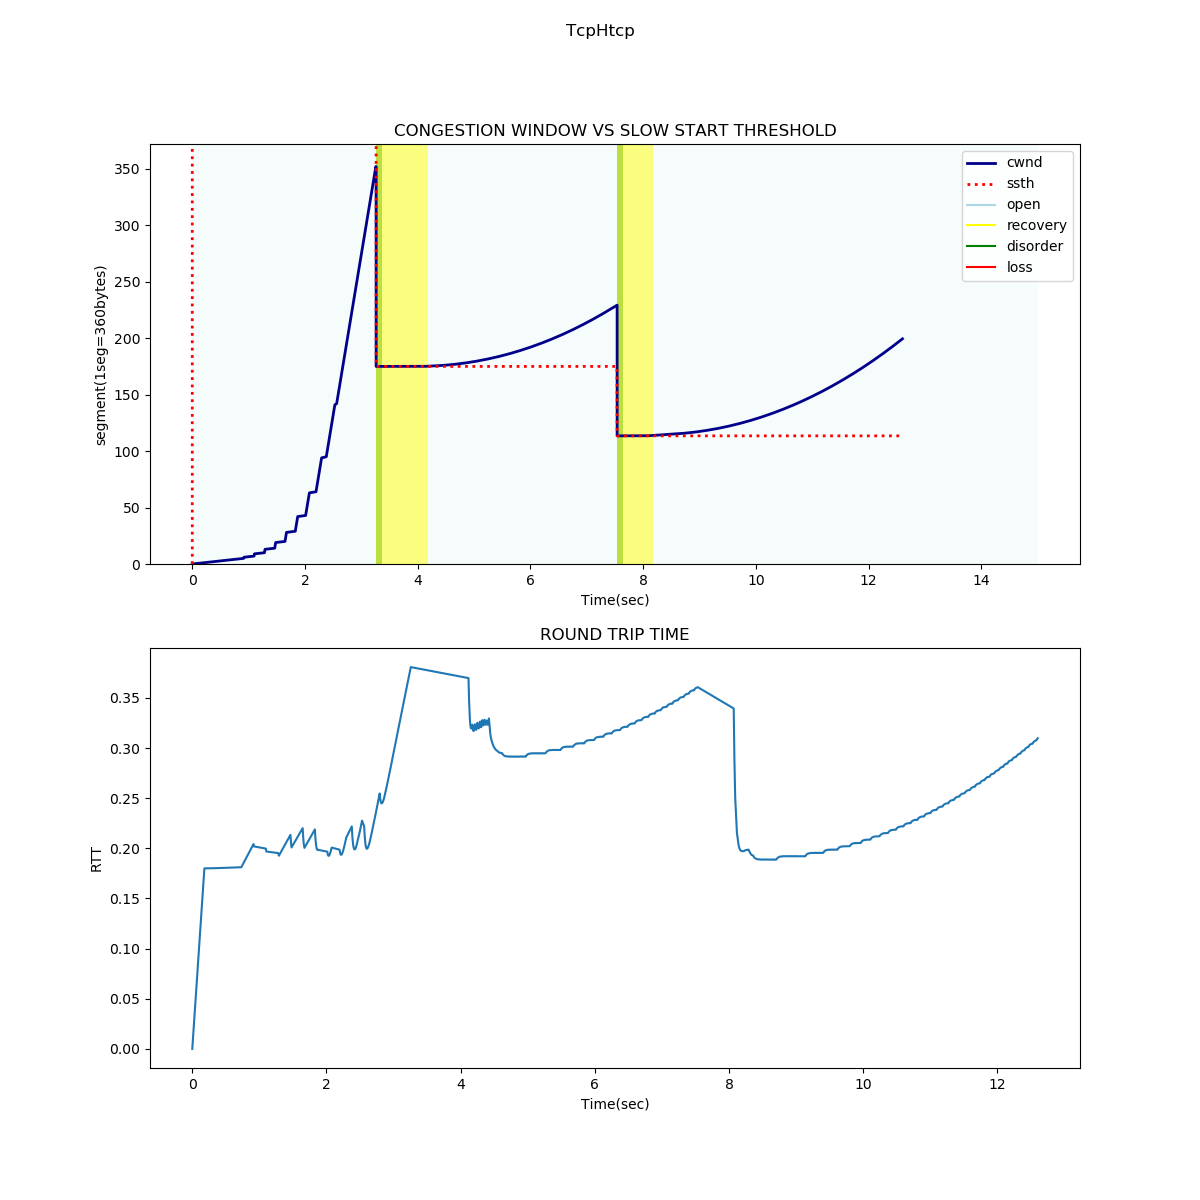 TcpHtcp
CONGESTION WINDOW VS SLOW START THRESHOLD
350
300
250
200
150
100
50
0
segment(1seg=360bytes)
cwnd
ssth
open
recovery
disorder
loss
0 2 4 6 8 10 12 14
Time(sec)
ROUND TRIP TIME
0.35
0.30
0.25
0.20
0.15
0.10
0.05
0.00
RTT
0 2 4 6 8 10 12
Time(sec)